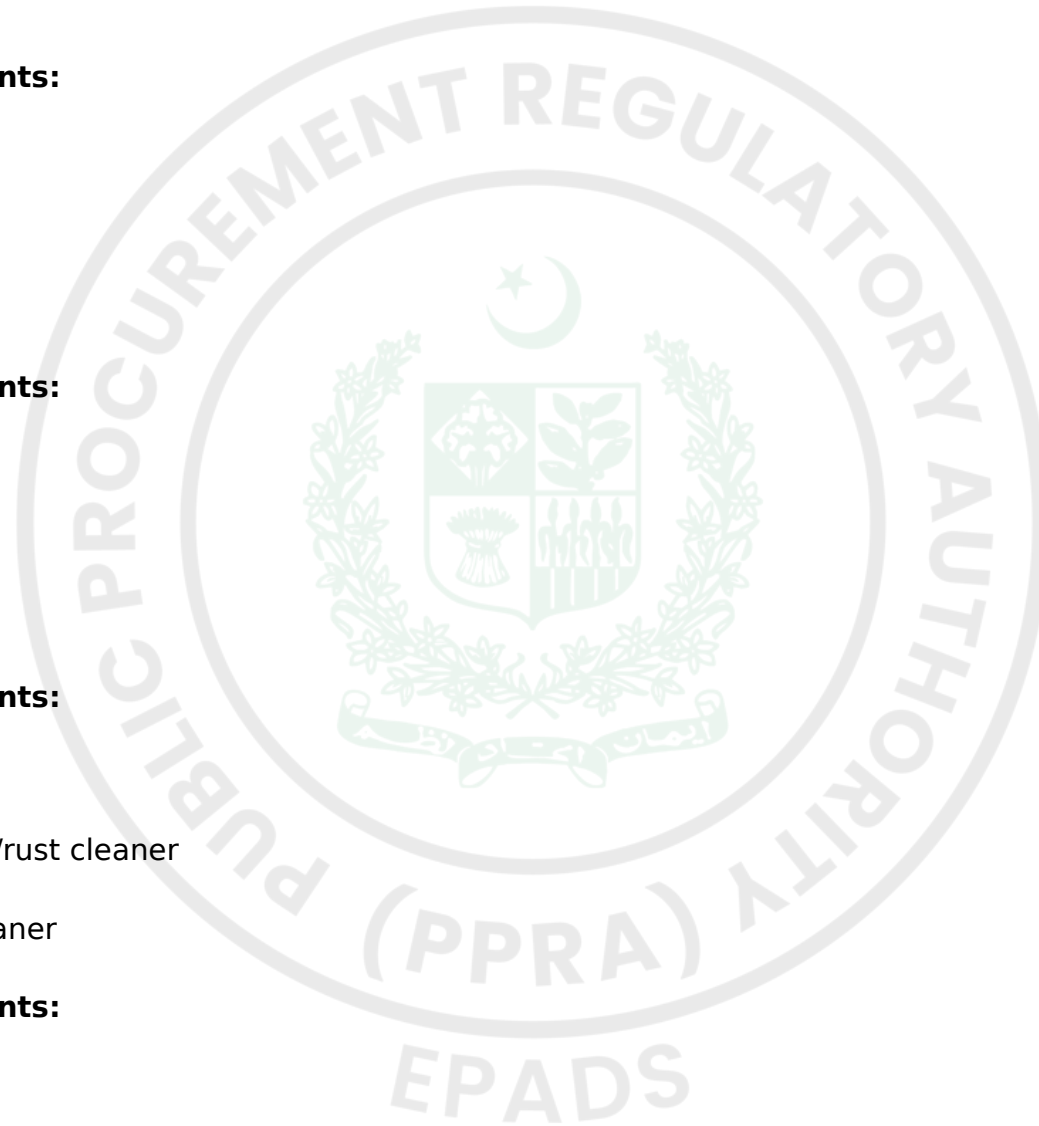 nts:
nts:
nts:
/rust cleaner
aner
nts:
PUBLIC PROCUREMENT REGULATORY AUTHORITY
(PPRA)
EPADS